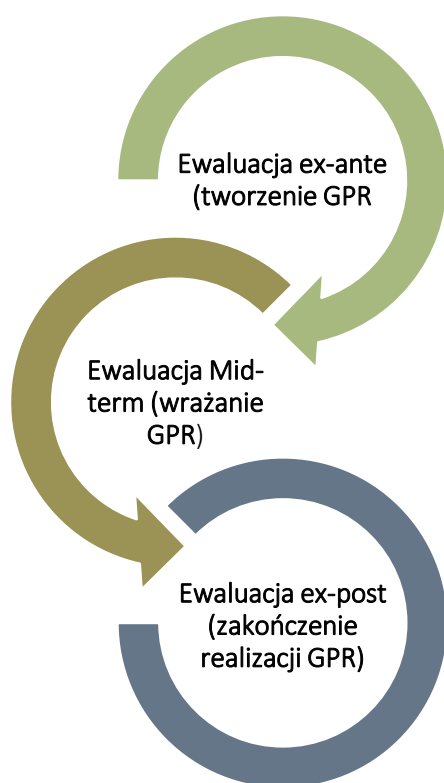 Ewaluacja ex-ante
(tworzenie GPR
Ewaluacja Mid-
term (wrażanie
GPR)
Ewaluacja ex-post
(zakończenie
realizacji GPR)